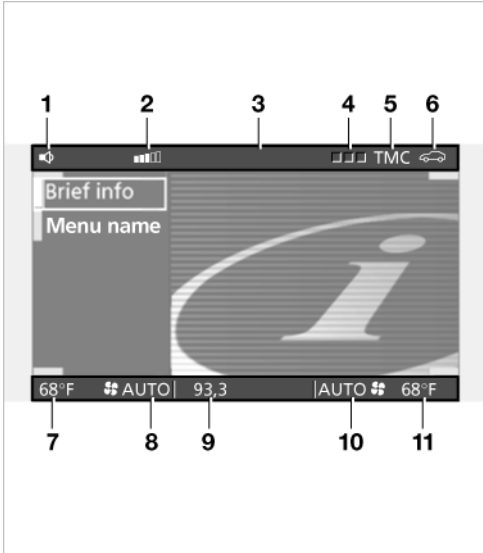 1 2 3 4 5 6
TMC
Brief info
Menu name
i
68°F AUTO 93,3 AUTO 68°F
7 8 9 10 11